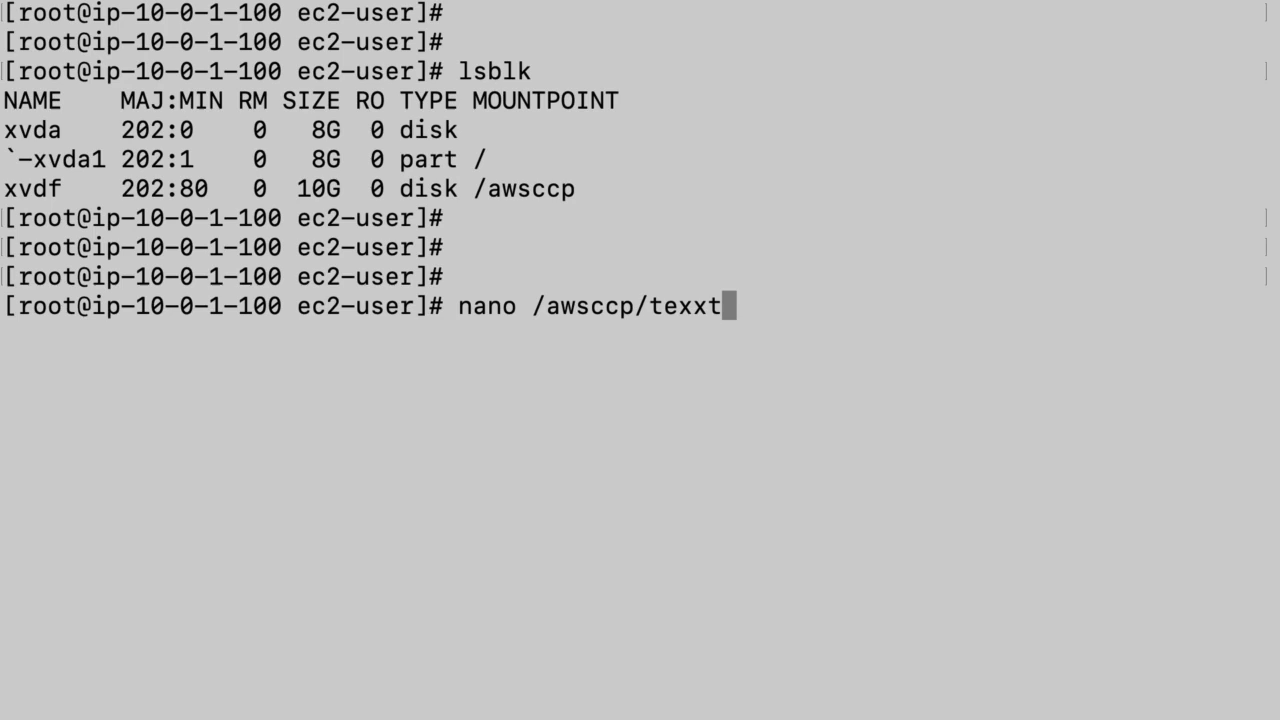 [root@ip-10-0-1-100 ec2-user]#
[root@ip-10-0-1-100 ec2-user]#
[root@ip-10-0-1-100 ec2-user]# lsblk
NAME    MAJ:MIN RM SIZE RO TYPE MOUNTPOINT
xvda    202:0    0   8G  0 disk
`-xvda1 202:1    0   8G  0 part /
xvdf    202:80   0  10G  0 disk /awsccp
[root@ip-10-0-1-100 ec2-user]#
[root@ip-10-0-1-100 ec2-user]#
[root@ip-10-0-1-100 ec2-user]#
[root@ip-10-0-1-100 ec2-user]# nano /awsccp/texxt